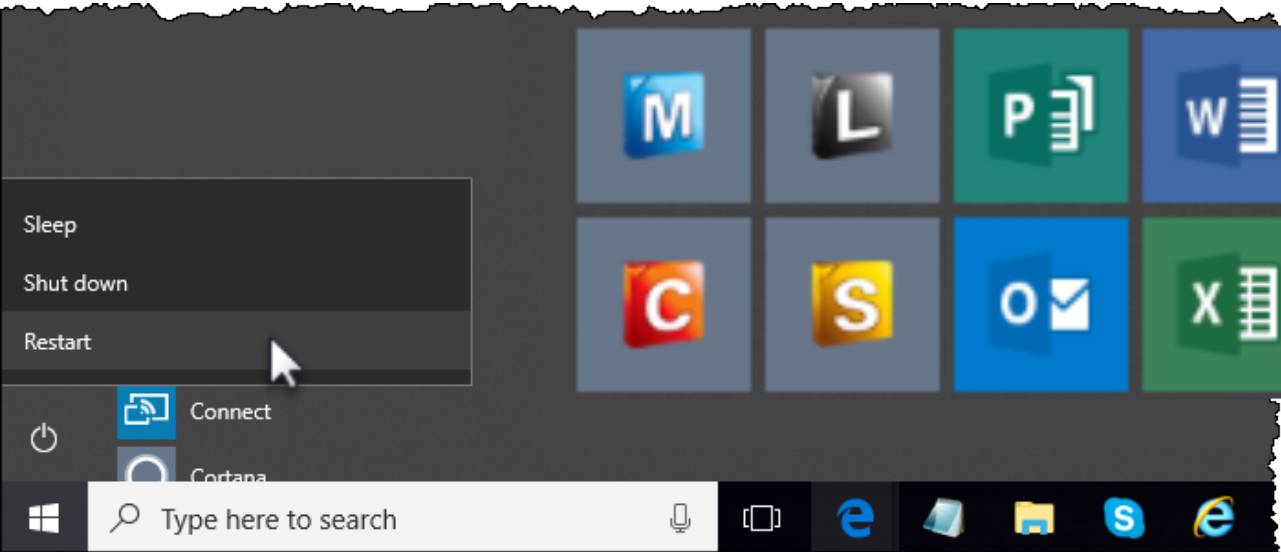 M L P W
Sleep
Shut down
C S O X
Restart
Connect
Cortana
Type here to search
e S e